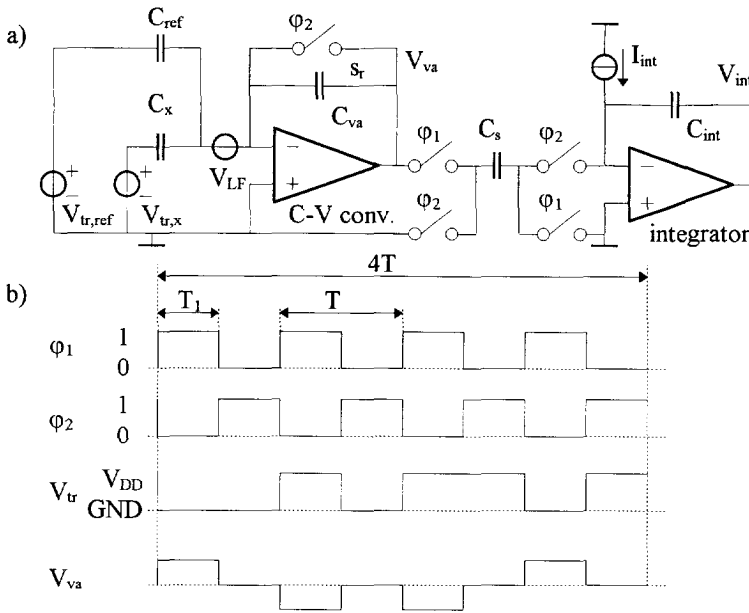 a)
C_ref
φ₂
V_va
I_int
V_int
s_r
C_x
C_va
φ₁
C_s
φ₂
C_int
V_LF
V_tr,ref
V_tr,x
C-V conv.
φ₂
φ₁
integrator
b)
4T
T₁
T
φ₁ 1
0
φ₂ 1
0
V_tr V_DD
GND
V_va